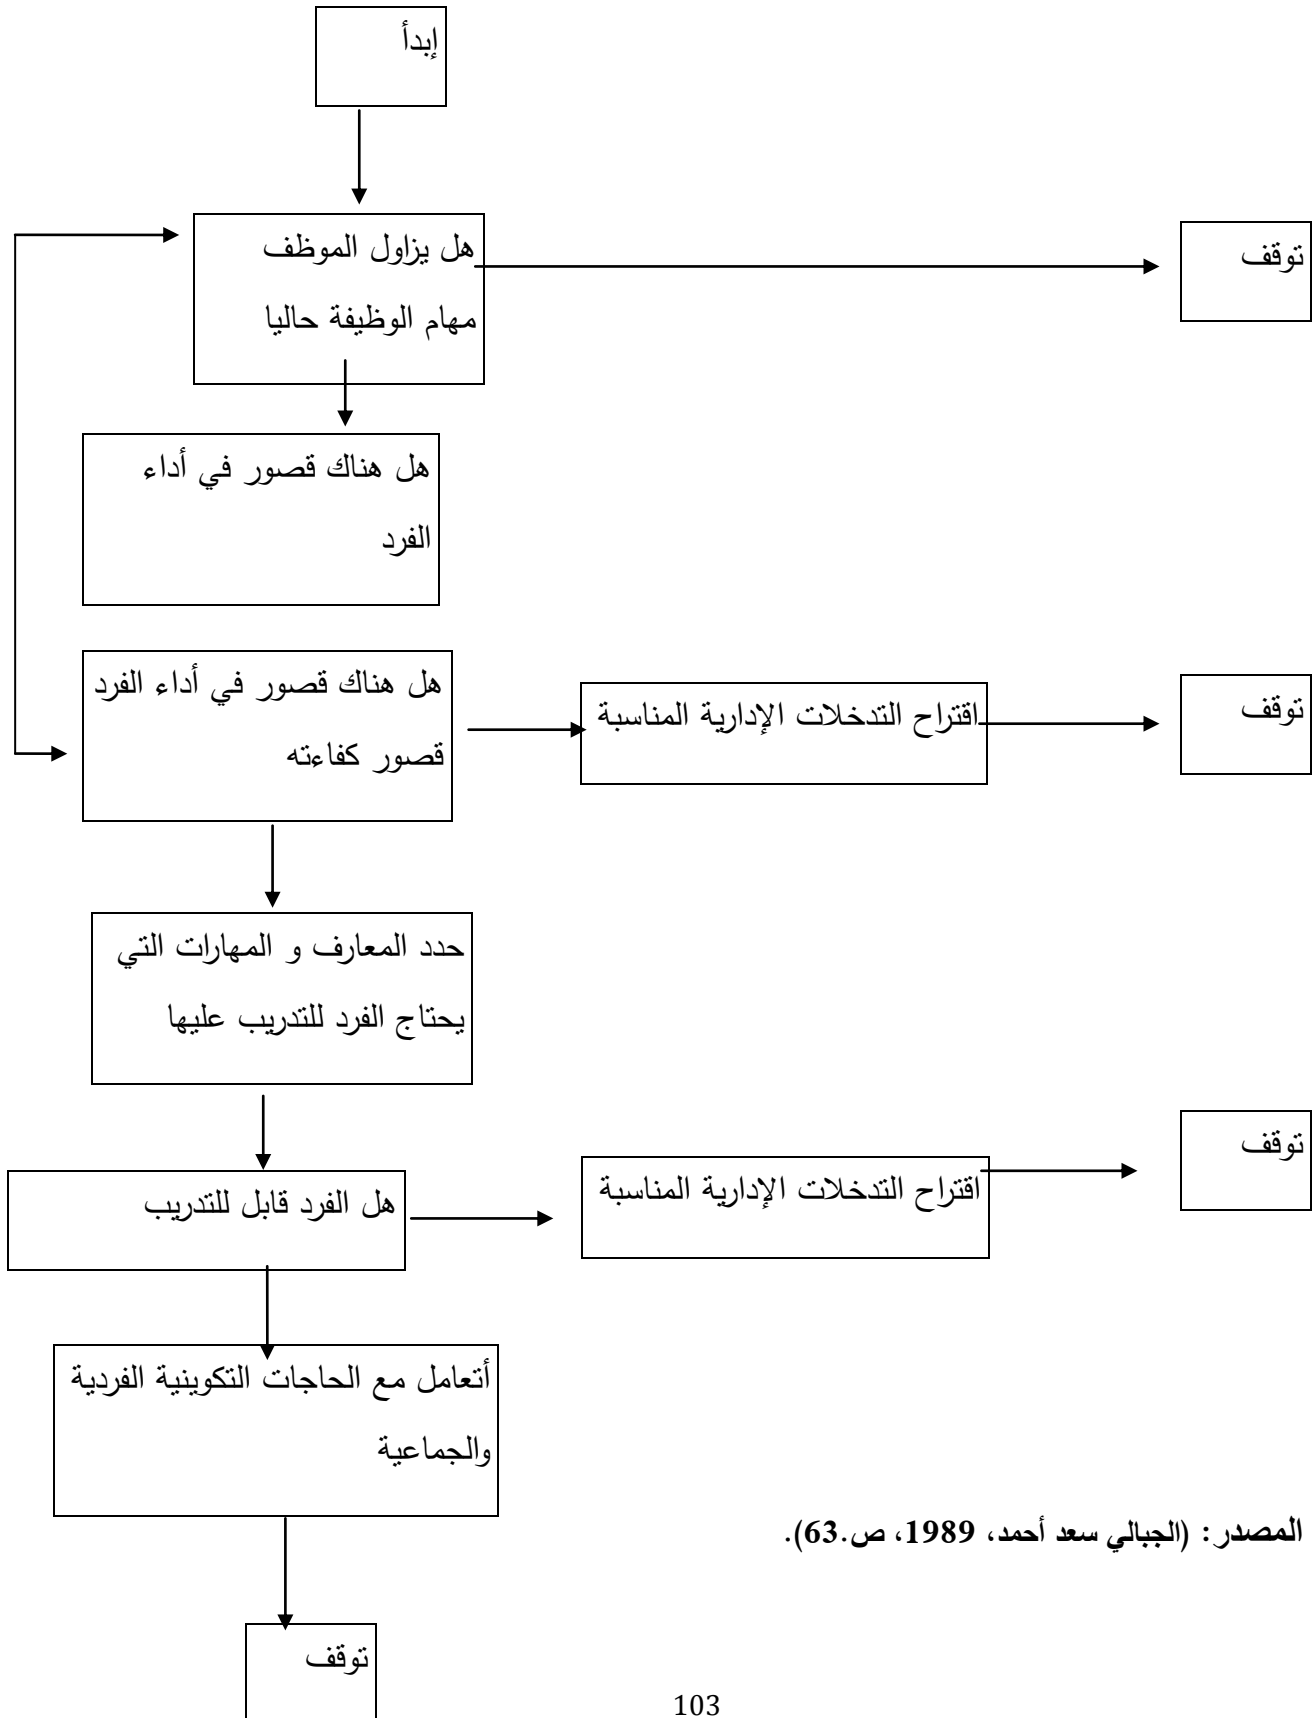 إبدأ
هل يزاول الموظف
مهام الوظيفة حاليا
توقف
هل هناك قصور في أداء
الفرد
هل هناك قصور في أداء الفرد
قصور كفاءته
اقتراح التدخلات الإدارية المناسبة
توقف
حدد المعارف و المهارات التي
يحتاج الفرد للتدريب عليها
هل الفرد قابل للتدريب
اقتراح التدخلات الإدارية المناسبة
توقف
أتعامل مع الحاجات التكوينية الفردية
والجماعية
المصدر: (الجبالي سعد أحمد، 1989، ص.63).
توقف
103